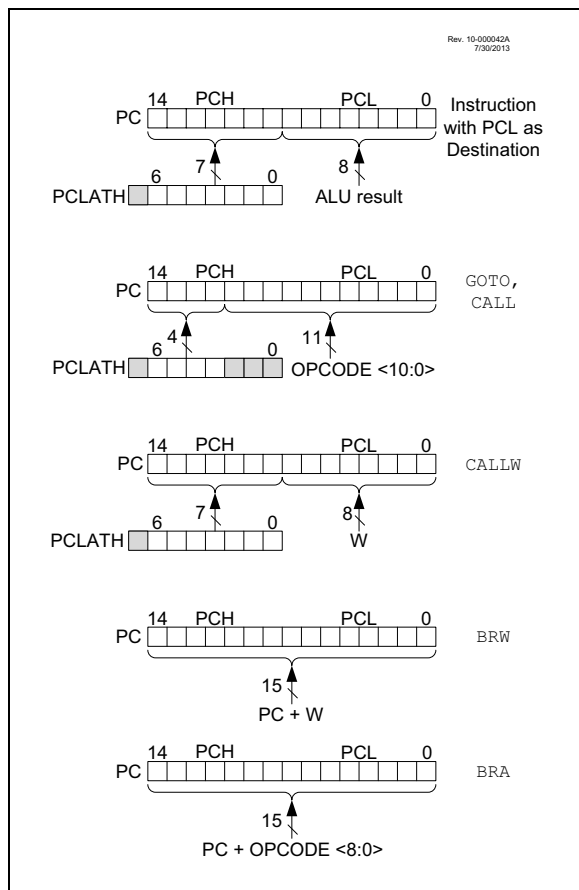 Rev. 10-000042A
7/30/2013
14 PCH PCL 0
PC
Instruction
with PCL as
Destination
7 8
6 0
PCLATH
ALU result
14 PCH PCL 0
PC
GOTO,
CALL
4 11
6 0
PCLATH
OPCODE <10:0>
14 PCH PCL 0
PC
CALLW
7 8
6 0
PCLATH
W
14 PCH PCL 0
PC
BRW
15
PC + W
14 PCH PCL 0
PC
BRA
15
PC + OPCODE <8:0>